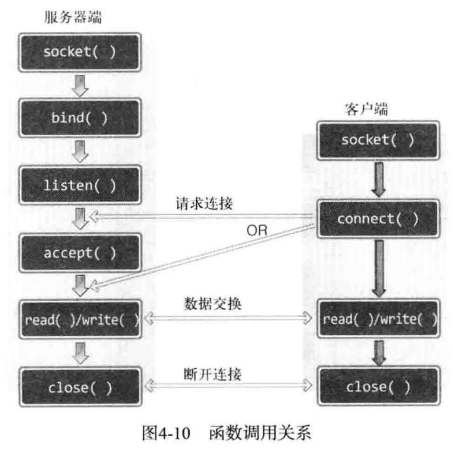 服务器端
socket( )
bind( )
客户端
socket( )
listen( )
请求连接
connect( )
OR
accept( )
数据交换
read( )/write( )
read( )/write( )
断开连接
close( )
close( )
图4-10 函数调用关系